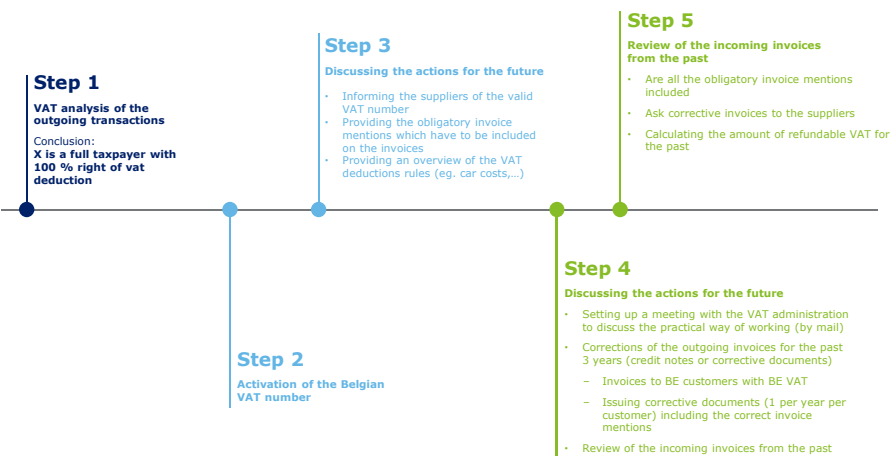 Step 1
VAT analysis of the
outgoing transactions
Conclusion:
X is a full taxpayer with
100 % right of vat
deduction
Step 2
Activation of the Belgian
VAT number
Step 3
Discussing the actions for the future
• Informing the suppliers of the valid
VAT number
• Providing the obligatory invoice
mentions which have to be included
on the invoices
• Providing an overview of the VAT
deductions rules (eg. car costs,...)
Step 4
Discussing the actions for the future
• Setting up a meeting with the VAT administration
to discuss the practical way of working (by mail)
• Corrections of the outgoing invoices for the past
3 years (credit notes or corrective documents)
– Invoices to BE customers with BE VAT
– Issuing corrective documents (1 per year per
customer) including the correct invoice
mentions
• Review of the incoming invoices from the past
Step 5
Review of the incoming invoices
from the past
• Are all the obligatory invoice mentions
included
• Ask corrective invoices to the suppliers
• Calculating the amount of refundable VAT for
the past